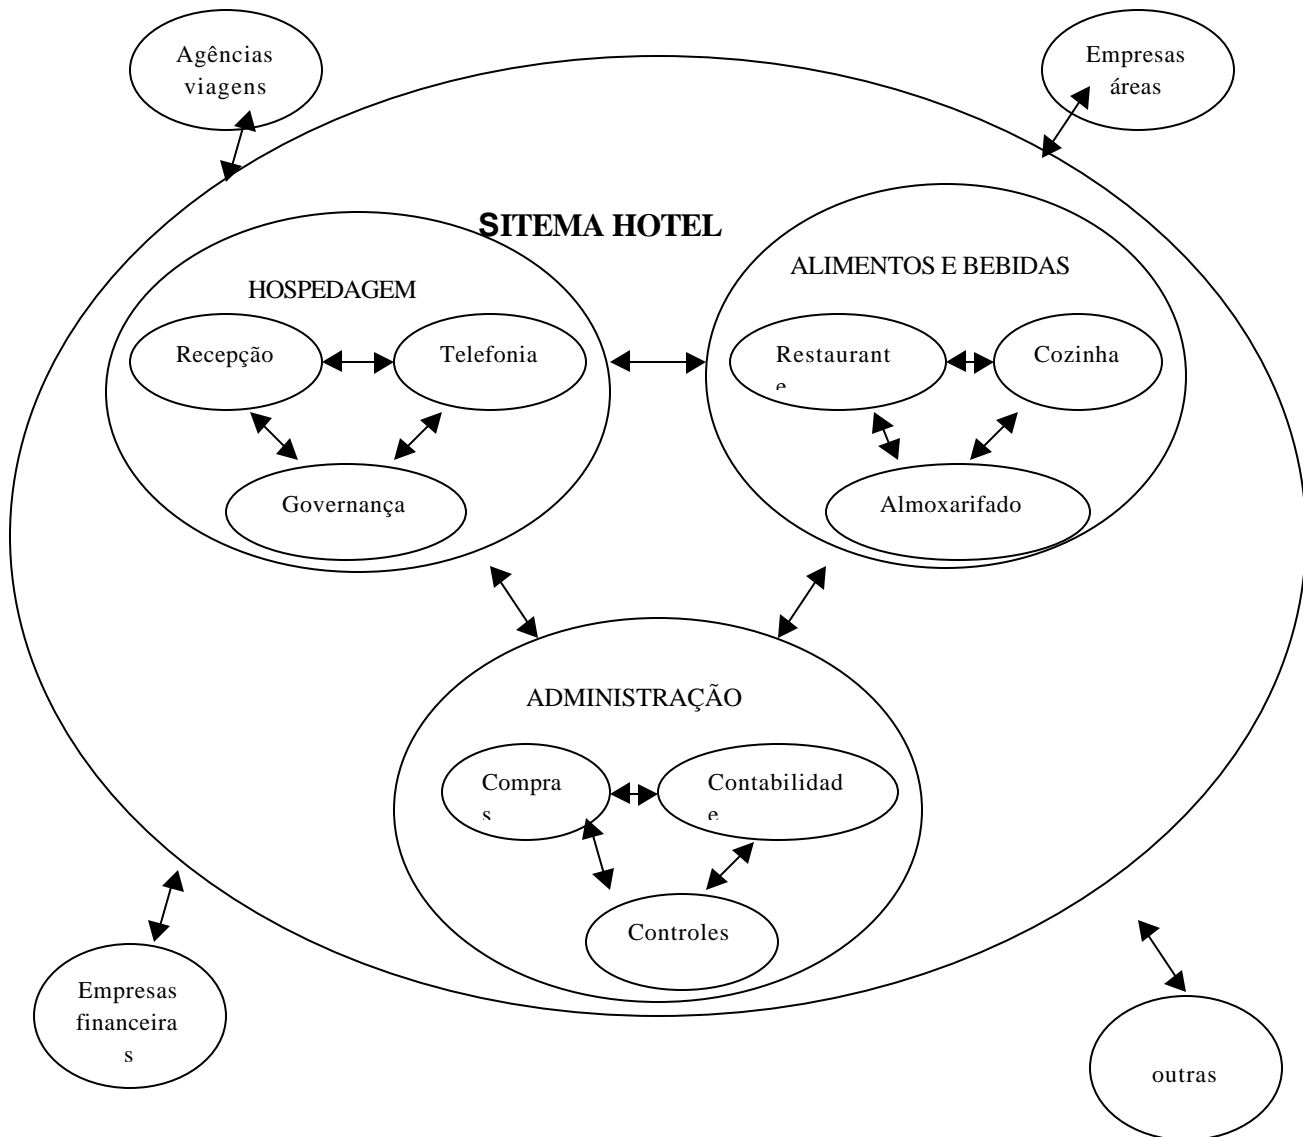 Agências
viagens
Empresas
áreas
SITEMA HOTEL
HOSPEDAGEM
ALIMENTOS E BEBIDAS
Recepção
Telefonia
Restaurant
e
Cozinha
Governança
Almoxarifado
ADMINISTRAÇÃO
Compra
s
Contabilidad
e
Controles
Empresas
financeira
s
outras